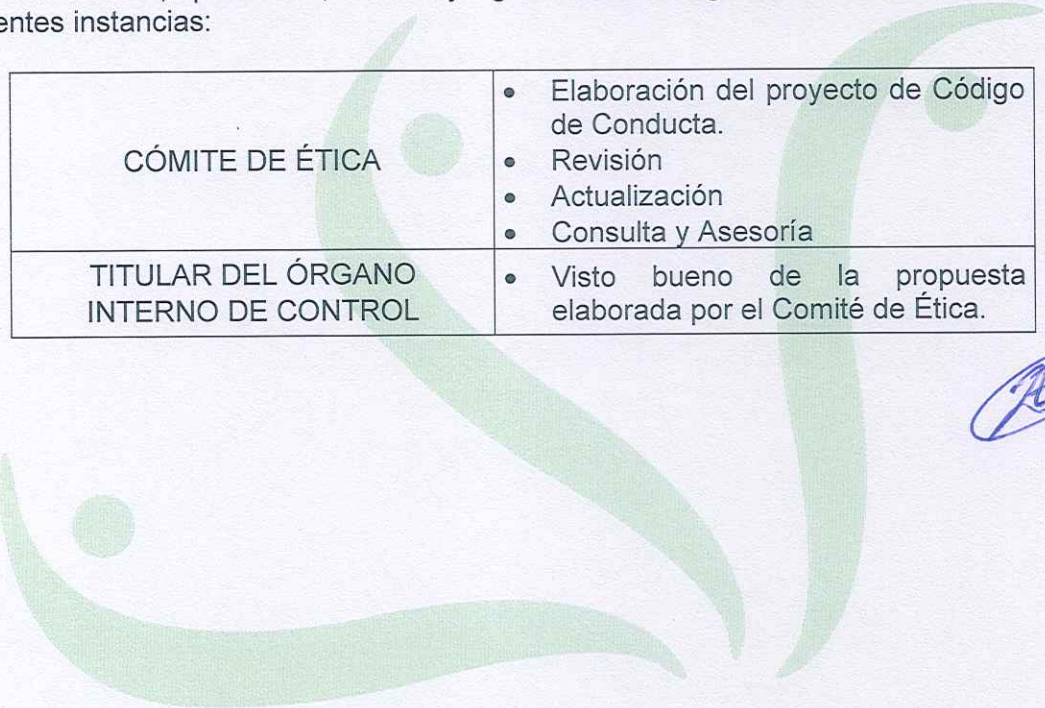 entes instancias:
CÓMITE DE ÉTICA
• Elaboración del proyecto de Código
de Conducta.
• Revisión
• Actualización
• Consulta y Asesoría
TITULAR DEL ÓRGANO
INTERNO DE CONTROL
• Visto bueno de la propuesta
elaborada por el Comité de Ética.